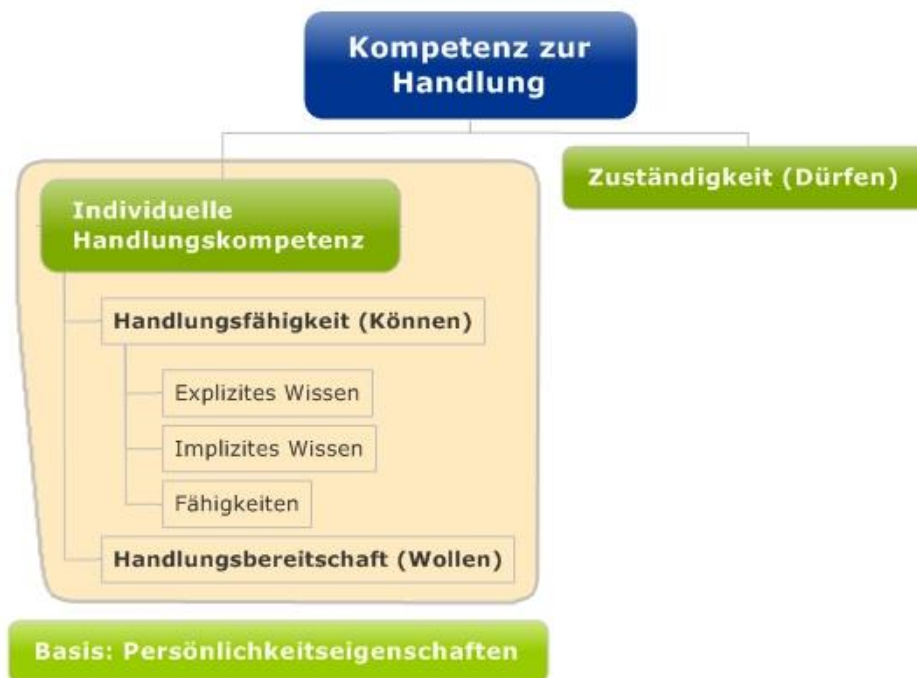 Kompetenz zur
Handlung
Zuständigkeit (Dürfen)
Individuelle
Handlungskompetenz
Handlungsfähigkeit (Können)
Explizites Wissen
Implizites Wissen
Fähigkeiten
Handlungsbereitschaft (Wollen)
Basis: Persönlichkeitseigenschaften